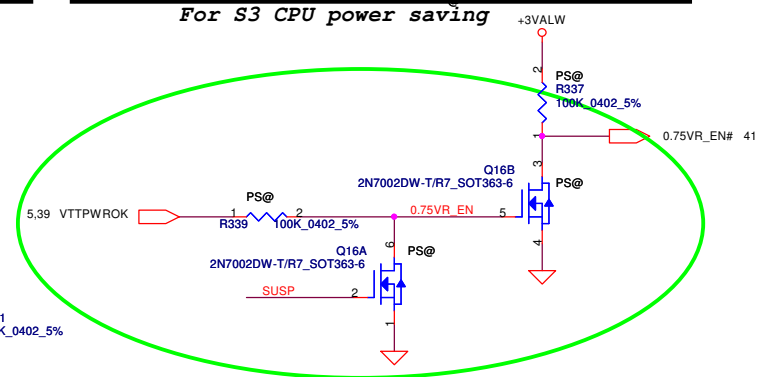 For S3 CPU power saving
@
+3VALW
2
PS@
R337
100K_0402_5%
1
0.75VR_EN# 41
3
Q16B
2N7002DW-T/R7_SOT363-6
PS@
5,39 VTTPWROK
1
PS@
2
R339 100K_0402_5%
0.75VR_EN
5
4
6
Q16A
PS@
2N7002DW-T/R7_SOT363-6
SUSP
2
1
1
K_0402_5%